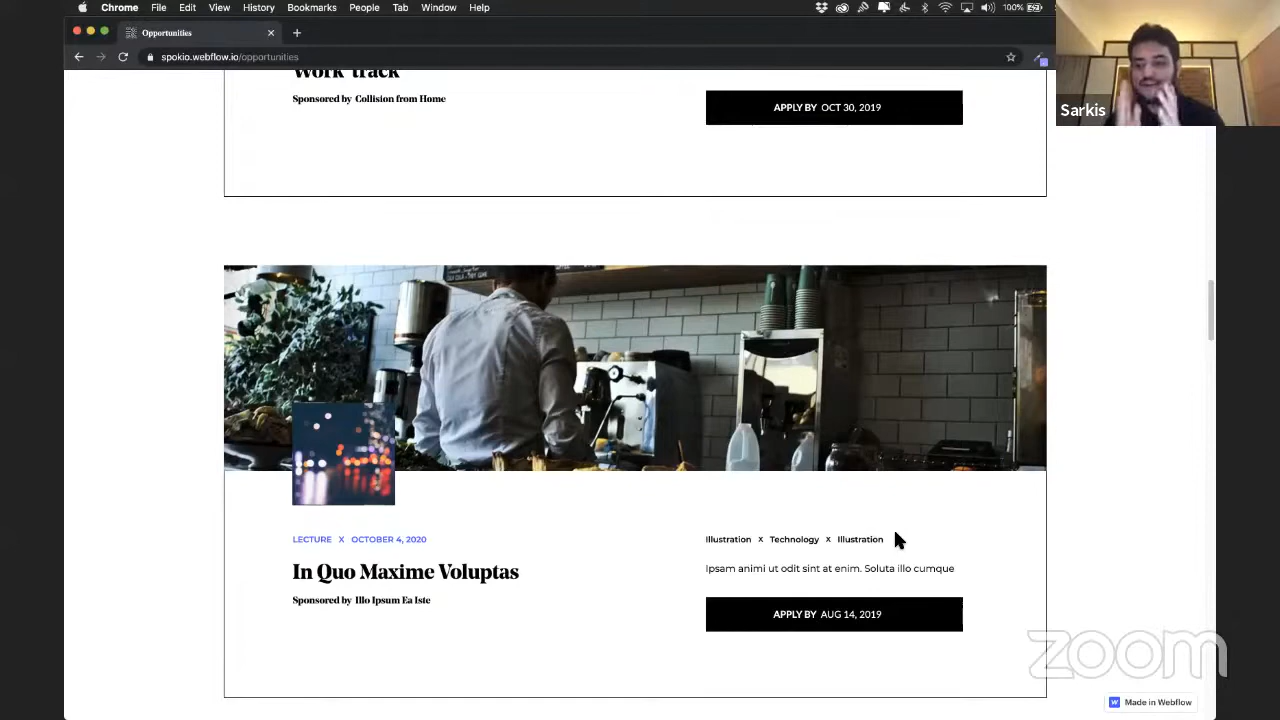 Chrome File Edit View History Bookmarks People Tab Window Help 100%
Opportunities
spokio.webflow.io/opportunities
Sarkis
Work track
Sponsored by Collision from Home
APPLY BY OCT 30, 2019
LECTURE X OCTOBER 4, 2020
In Quo Maxime Voluptas
Sponsored by Illo Ipsum Ea Iste
Illustration x Technology x Illustration
Ipsam animi ut odit sint at enim. Soluta illo cumque
APPLY BY AUG 14, 2019
zoom
W Made in Webflow